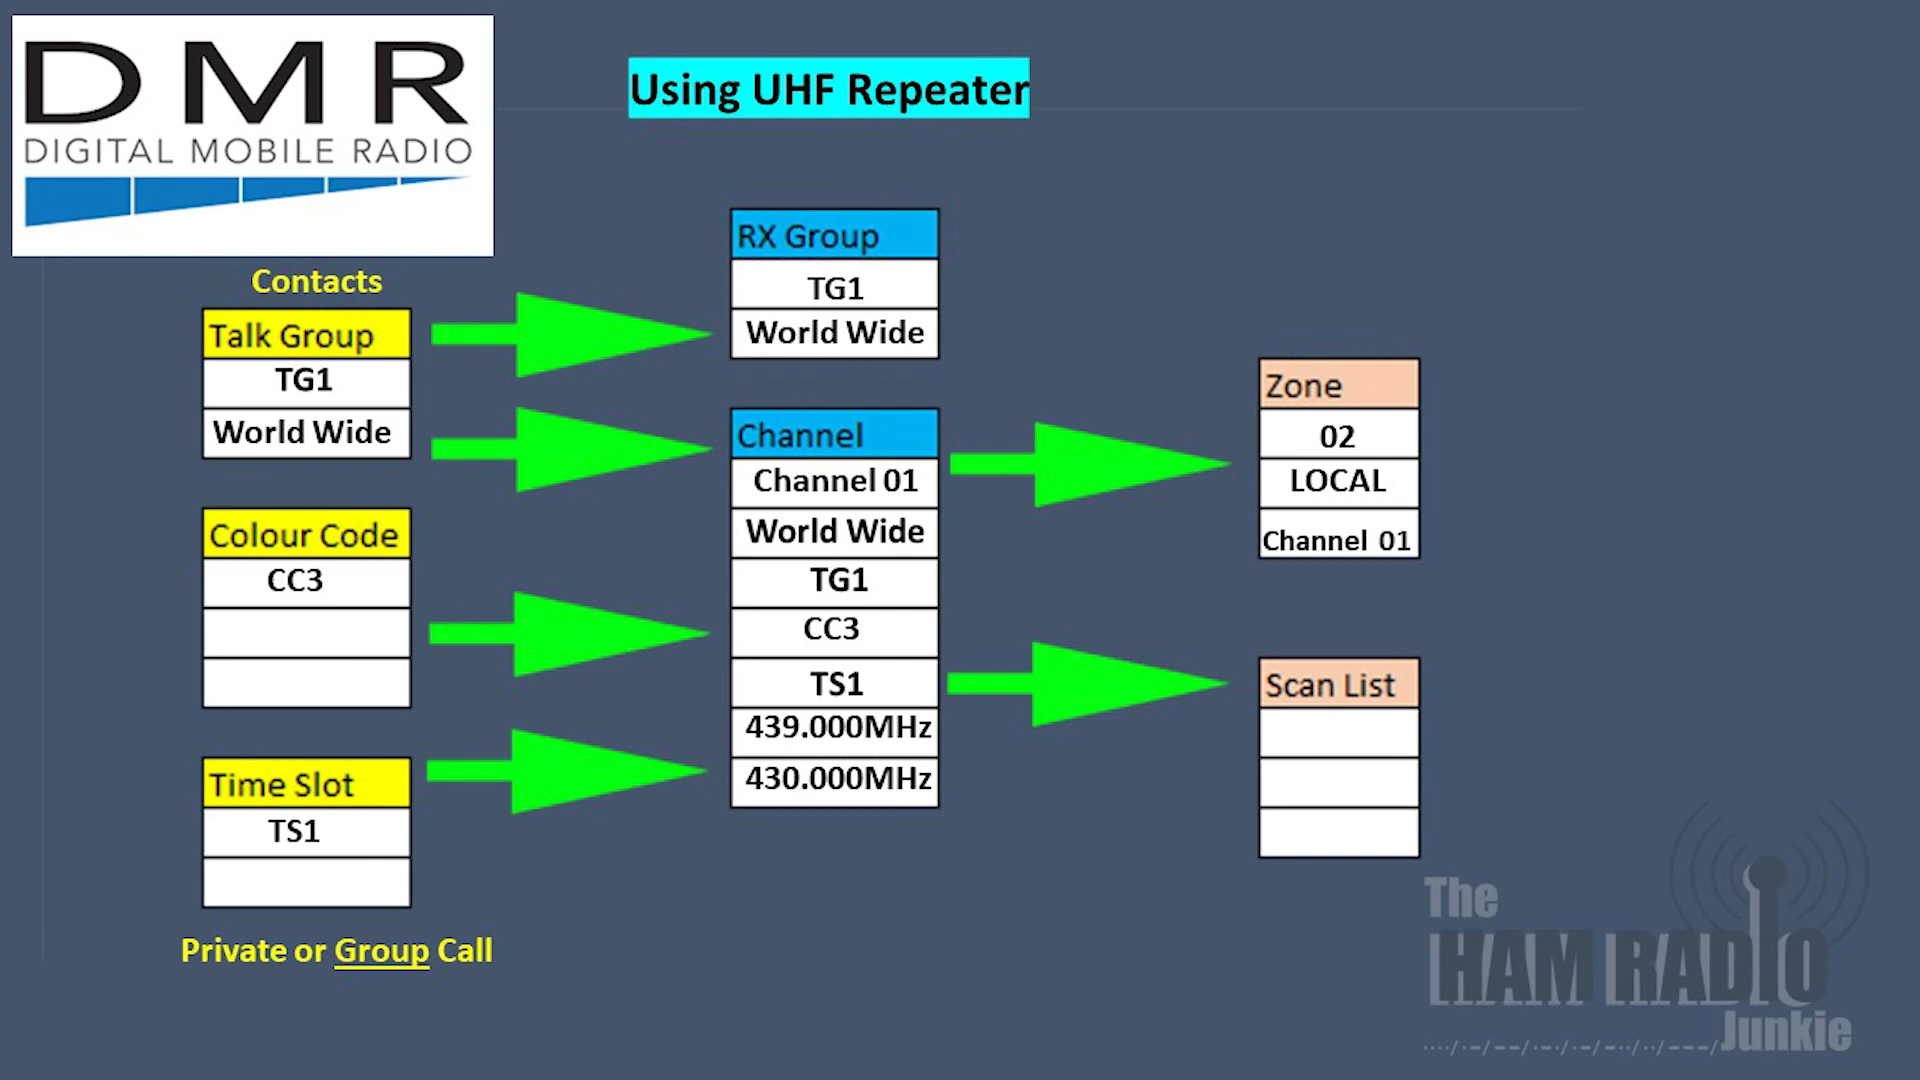 DMR
DIGITAL MOBILE RADIO
Using UHF Repeater
Contacts
Talk Group
TG1
World Wide
Colour Code
CC3
Time Slot
TS1
Private or Group Call
RX Group
TG1
World Wide
Channel
Channel 01
World Wide
TG1
CC3
TS1
439.000MHz
430.000MHz
Zone
02
LOCAL
Channel 01
Scan List
The
HAM RADIO
Junkie
····/·−/−−/·−·/·−/−··/··/−−−/